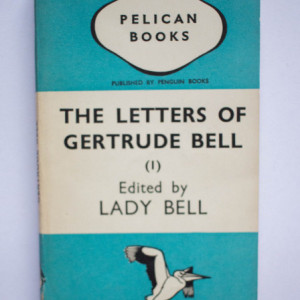 PELICAN
BOOKS
PUBLISHED BY PENGUIN BOOKS
THE LETTERS OF
GERTRUDE BELL
(I)
Edited by
LADY BELL